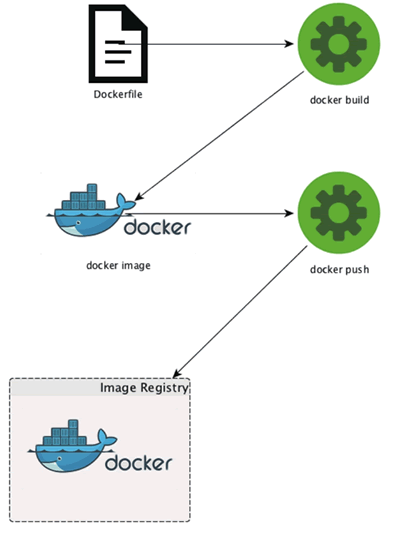 Dockerfile
docker build
docker
docker image
docker push
Image Registry
docker